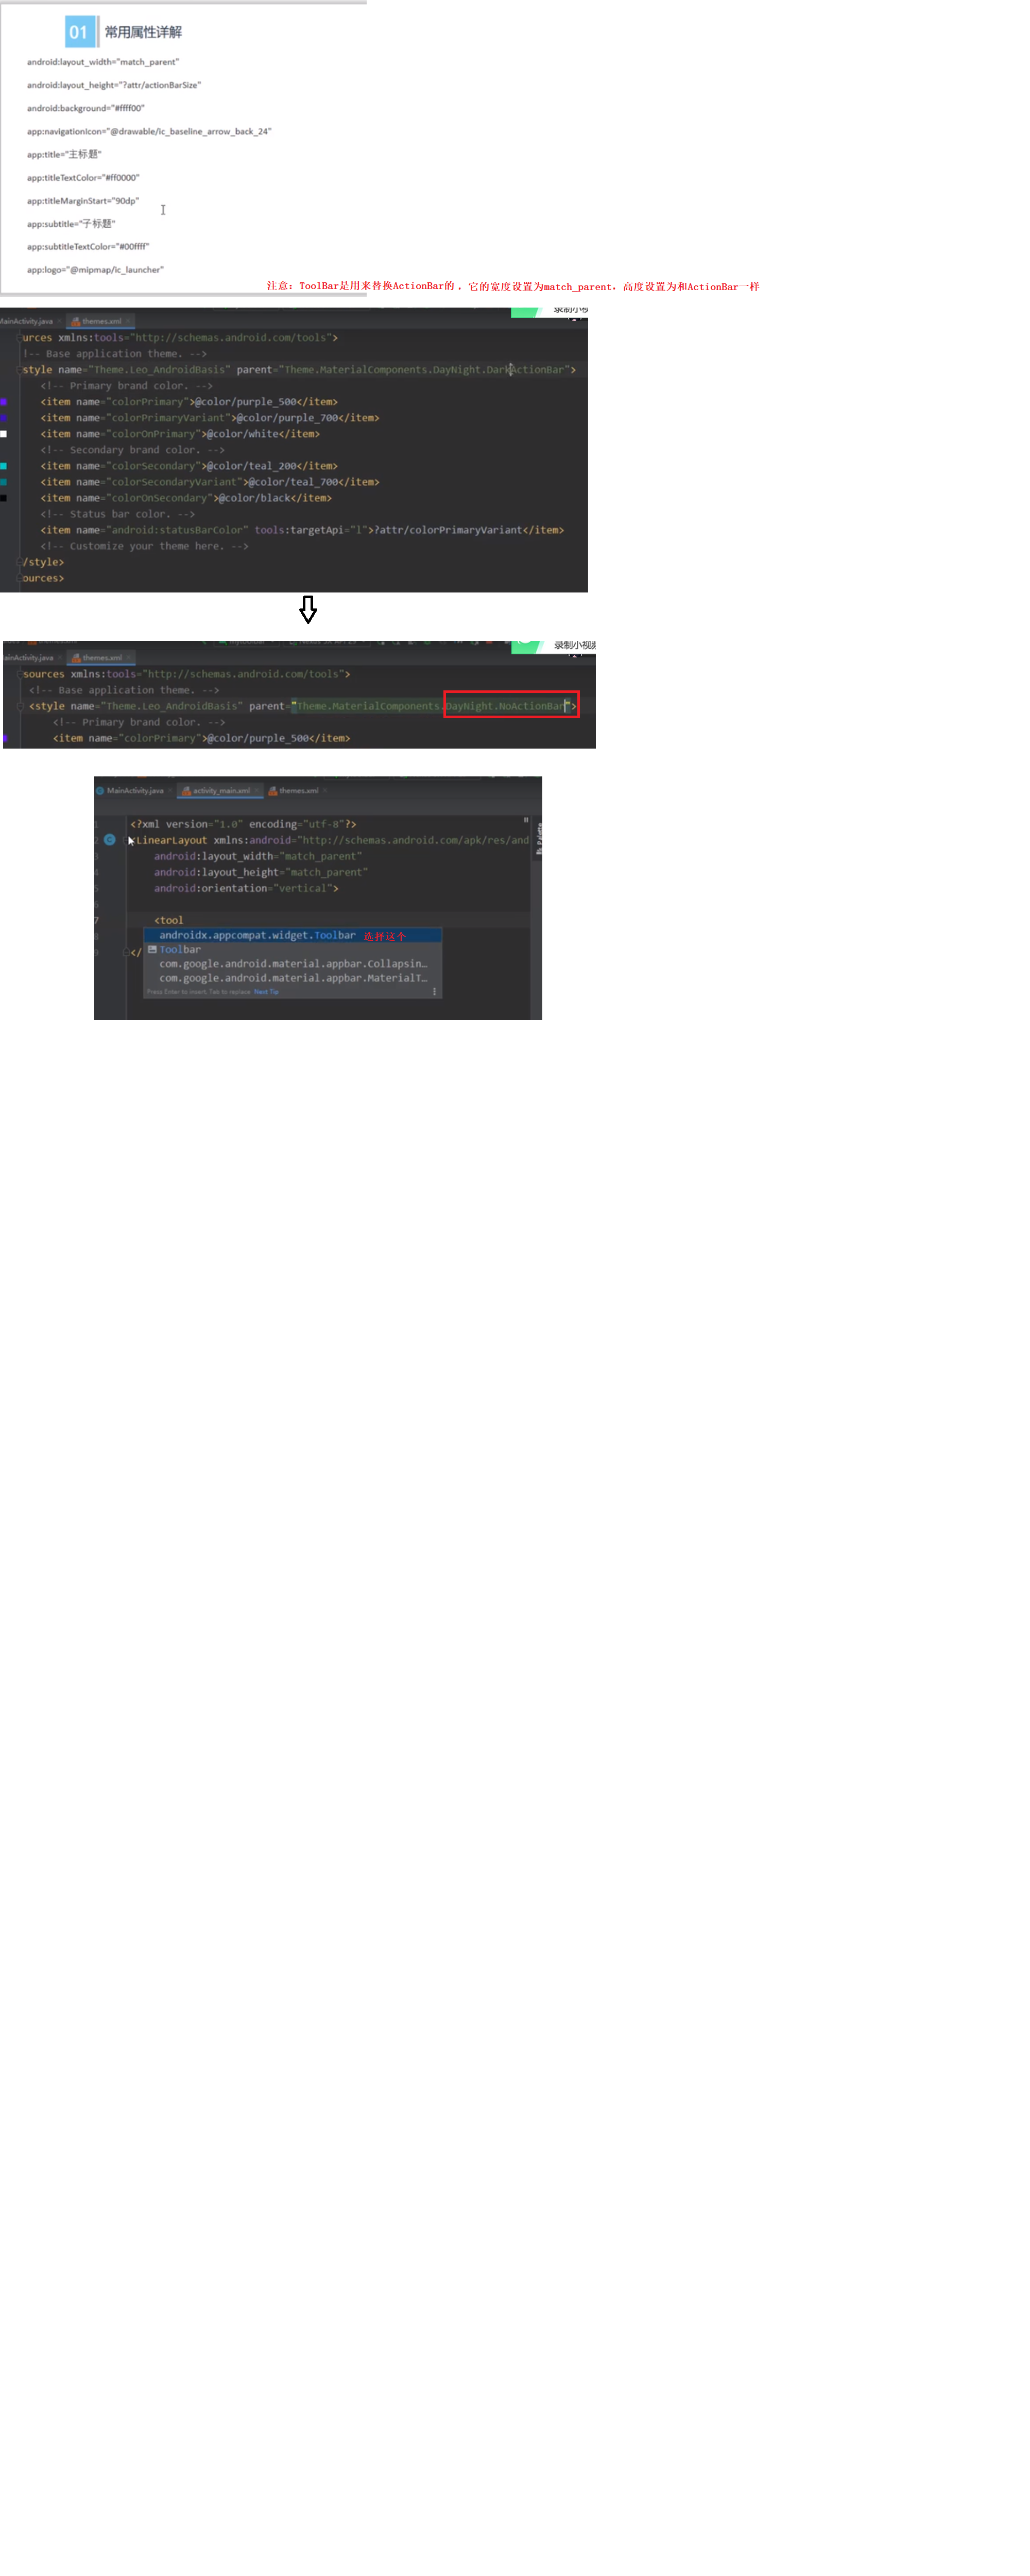 01 常用属性详解
android:layout_width="match_parent"
android:layout_height="?attr/actionBarSize"
android:background="#ffff00"
app:navigationIcon="@drawable/ic_baseline_arrow_back_24"
app:title="主标题"
app:titleTextColor="#ff0000"
app:titleMarginStart="90dp"
app:subtitle="子标题"
app:subtitleTextColor="#00ffff"
app:logo="@mipmap/ic_launcher"
注意：ToolBar是用来替换ActionBar的，它的宽度设置为match_parent，高度设置为和ActionBar一样
录制小视
MainActivity.java themes.xml
urces xmlns:tools="http://schemas.android.com/tools">
!-- Base application theme. -->
style name="Theme.Leo_AndroidBasis" parent="Theme.MaterialComponents.DayNight.DarkActionBar">
<!-- Primary brand color. -->
<item name="colorPrimary">@color/purple_500</item>
<item name="colorPrimaryVariant">@color/purple_700</item>
<item name="colorOnPrimary">@color/white</item>
<!-- Secondary brand color. -->
<item name="colorSecondary">@color/teal_200</item>
<item name="colorSecondaryVariant">@color/teal_700</item>
<item name="colorOnSecondary">@color/black</item>
<!-- Status bar color. -->
<item name="android:statusBarColor" tools:targetApi="l">?attr/colorPrimaryVariant</item>
<!-- Customize your theme here. -->
/style>
ources>
录制小视频
ainActivity.java themes.xml
sources xmlns:tools="http://schemas.android.com/tools">
<!-- Base application theme. -->
<style name="Theme.Leo_AndroidBasis" parent="Theme.MaterialComponents.DayNight.NoActionBar">
<!-- Primary brand color. -->
<item name="colorPrimary">@color/purple_500</item>
MainActivity.java activity_main.xml themes.xml
<?xml version="1.0" encoding="utf-8"?>
<LinearLayout xmlns:android="http://schemas.android.com/apk/res/and
android:layout_width="match_parent"
android:layout_height="match_parent"
android:orientation="vertical">
7 <tool
androidx.appcompat.widget.Toolbar 选择这个
</ Toolbar
com.google.android.material.appbar.Collapsin…
com.google.android.material.appbar.MaterialT…
Press Enter to insert, Tab to replace Next Tip
Palette